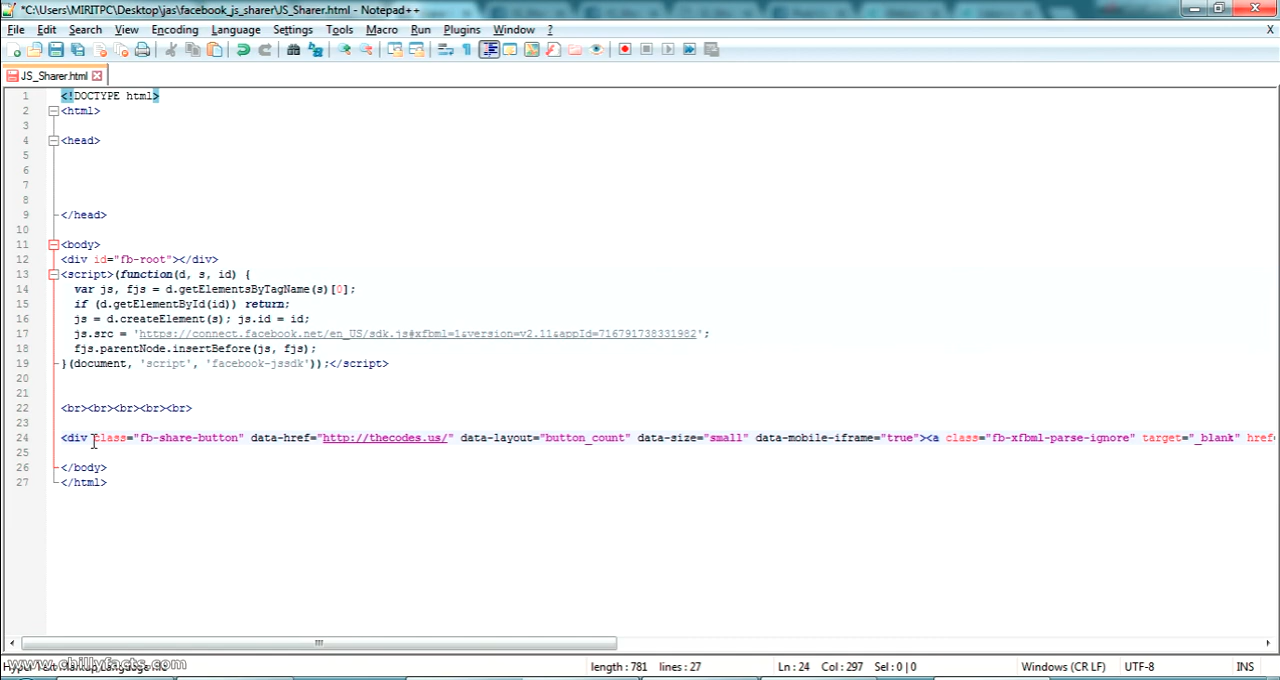 *C:\Users\MIRITPC\Desktop\jas\facebook_js_sharer\JS_Sharer.html - Notepad++
File Edit Search View Encoding Language Settings Tools Macro Run Plugins Window ? X
JS_Sharer.html
1 <!DOCTYPE html>
2 <html>
3
4 <head>
5
6
7
8
9 </head>
10
11 <body>
12 <div id="fb-root"></div>
13 <script>(function(d, s, id) {
14 var js, fjs = d.getElementsByTagName(s)[0];
15 if (d.getElementById(id)) return;
16 js = d.createElement(s); js.id = id;
17 js.src = 'https://connect.facebook.net/en_US/sdk.js#xfbml=1&version=v2.11&appId=716791738331982';
18 fjs.parentNode.insertBefore(js, fjs);
19 }(document, 'script', 'facebook-jssdk'));</script>
20
21
22 <br><br><br><br><br>
23
24 <div class="fb-share-button" data-href="http://thecodes.us/" data-layout="button_count" data-size="small" data-mobile-iframe="true"><a class="fb-xfbml-parse-ignore" target="_blank" href
25
26 </body>
27 </html>
www.chillyfacts.com
length : 781 lines : 27 Ln : 24 Col : 297 Sel : 0 | 0 Windows (CR LF) UTF-8 INS